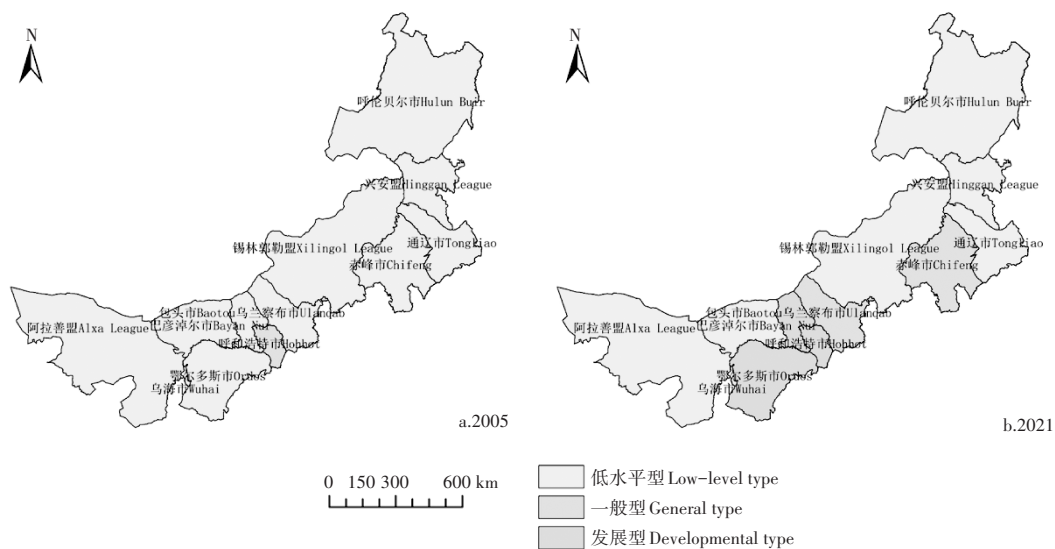 N
呼伦贝尔市Hulun Buir
兴安盟Hinggan League
锡林郭勒盟Xilingol League
通辽市TongLiao
赤峰市Chifeng
包头市Baotou
乌兰察布市Ulanqab
阿拉善盟Alxa League
巴彦淖尔市Bayan Nur
呼和浩特市Hohhot
鄂尔多斯市Ordos
乌海市Wuhai
a.2005
N
呼伦贝尔市Hulun Buir
兴安盟Hinggan League
锡林郭勒盟Xilingol League
通辽市TongLiao
赤峰市Chifeng
包头市Baotou
乌兰察布市Ulanqab
阿拉善盟Alxa League
巴彦淖尔市Bayan Nur
呼和浩特市Hohhot
鄂尔多斯市Ordos
乌海市Wuhai
b.2021
0 150 300 600 km
低水平型 Low-level type
一般型 General type
发展型 Developmental type